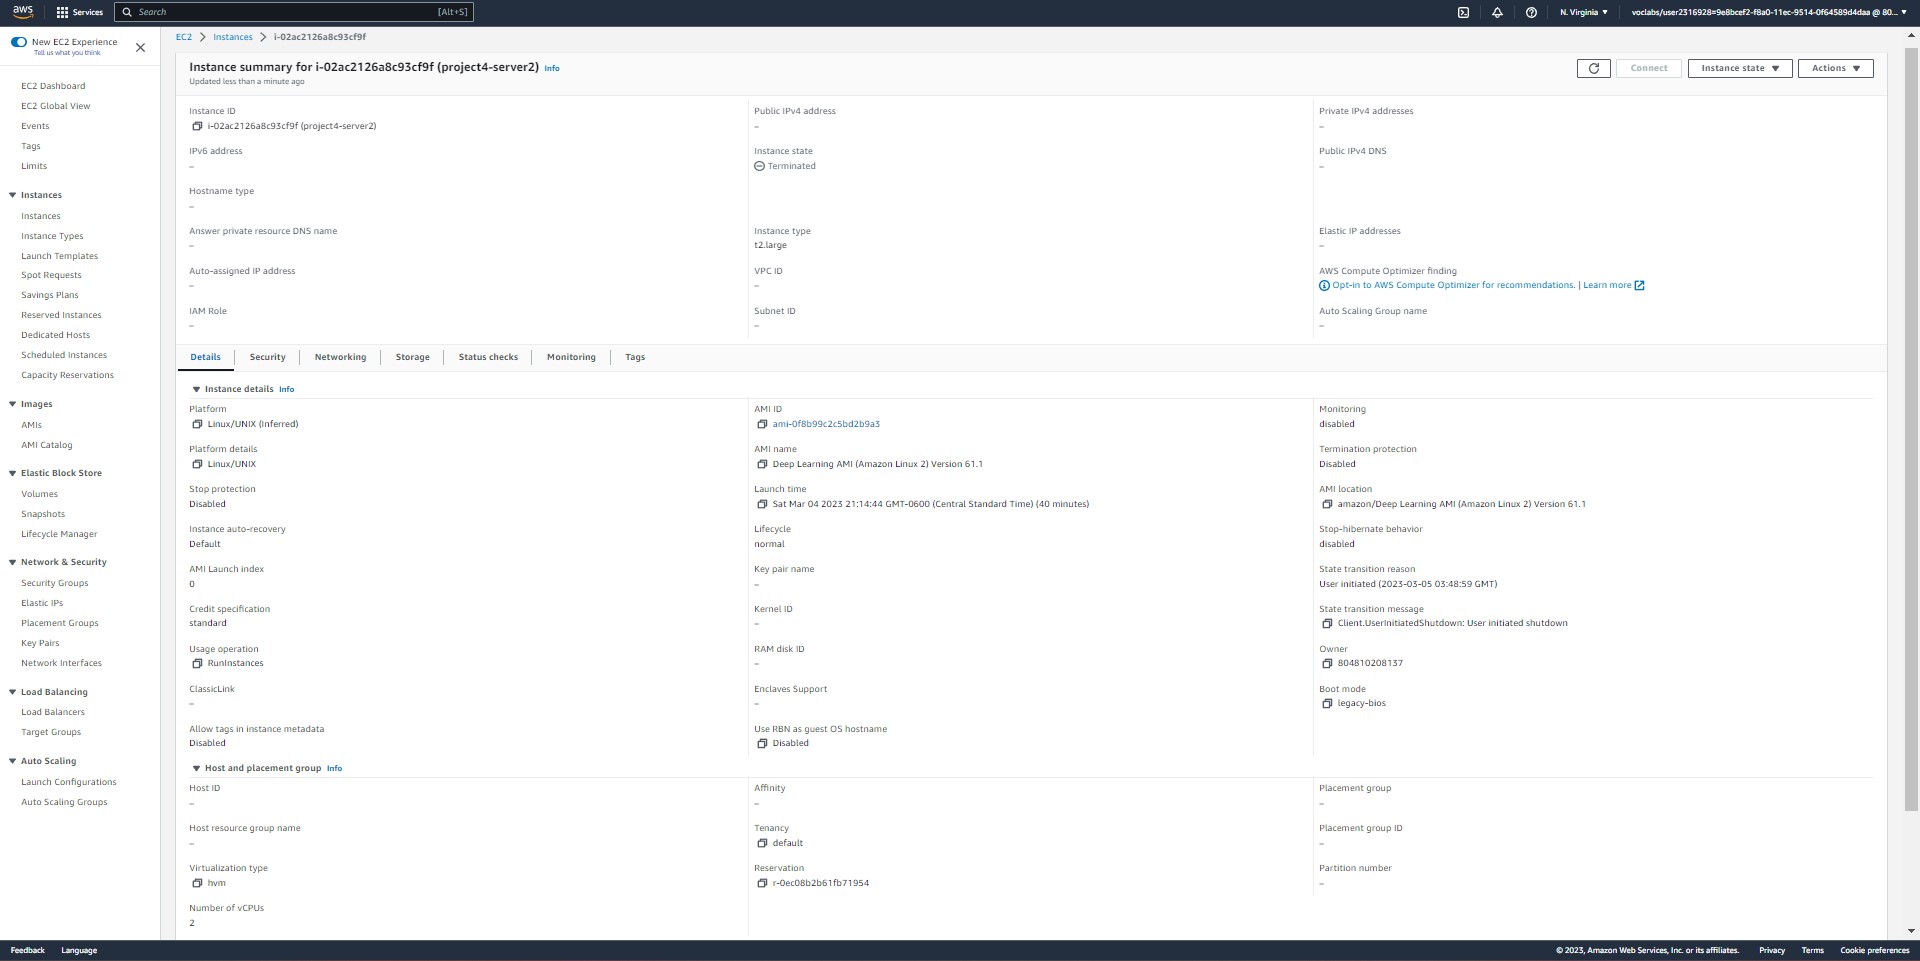 aws Services Search [Alt+S] N. Virginia voclabs/user2316928=9e8bcef2-f8a0-11ec-9514-0f64589d4daa @ 80...
New EC2 Experience
Tell us what you think
EC2 Dashboard
EC2 Global View
Events
Tags
Limits
Instances
Instances
Instance Types
Launch Templates
Spot Requests
Savings Plans
Reserved Instances
Dedicated Hosts
Scheduled Instances
Capacity Reservations
Images
AMIs
AMI Catalog
Elastic Block Store
Volumes
Snapshots
Lifecycle Manager
Network & Security
Security Groups
Elastic IPs
Placement Groups
Key Pairs
Network Interfaces
Load Balancing
Load Balancers
Target Groups
Auto Scaling
Launch Configurations
Auto Scaling Groups
EC2 Instances i-02ac2126a8c93cf9f
Instance summary for i-02ac2126a8c93cf9f (project4-server2) Info
Updated less than a minute ago
Connect Instance state Actions
Instance ID
i-02ac2126a8c93cf9f (project4-server2)
Public IPv4 address
–
Private IPv4 addresses
–
IPv6 address
–
Instance state
Terminated
Public IPv4 DNS
–
Hostname type
–
Answer private resource DNS name
–
Instance type
t2.large
Elastic IP addresses
–
Auto-assigned IP address
–
VPC ID
–
AWS Compute Optimizer finding
Opt-in to AWS Compute Optimizer for recommendations. | Learn more
IAM Role
–
Subnet ID
–
Auto Scaling Group name
–
Details Security Networking Storage Status checks Monitoring Tags
Instance details Info
Platform
Linux/UNIX (Inferred)
AMI ID
ami-0f8b99c2c5bd2b9a3
Monitoring
disabled
Platform details
Linux/UNIX
AMI name
Deep Learning AMI (Amazon Linux 2) Version 61.1
Termination protection
Disabled
Stop protection
Disabled
Launch time
Sat Mar 04 2023 21:14:44 GMT-0600 (Central Standard Time) (40 minutes)
AMI location
amazon/Deep Learning AMI (Amazon Linux 2) Version 61.1
Instance auto-recovery
Default
Lifecycle
normal
Stop-hibernate behavior
disabled
AMI Launch index
0
Key pair name
–
State transition reason
User initiated (2023-03-05 03:48:59 GMT)
Credit specification
standard
Kernel ID
–
State transition message
Client.UserInitiatedShutdown: User initiated shutdown
Usage operation
RunInstances
RAM disk ID
–
Owner
804810208137
ClassicLink
–
Enclaves Support
–
Boot mode
legacy-bios
Allow tags in instance metadata
Disabled
Use RBN as guest OS hostname
Disabled
Host and placement group Info
Host ID
–
Affinity
–
Placement group
–
Host resource group name
–
Tenancy
default
Placement group ID
–
Virtualization type
hvm
Reservation
r-0ec08b2b61fb71954
Partition number
–
Number of vCPUs
2
Feedback Language © 2023, Amazon Web Services, Inc. or its affiliates. Privacy Terms Cookie preferences